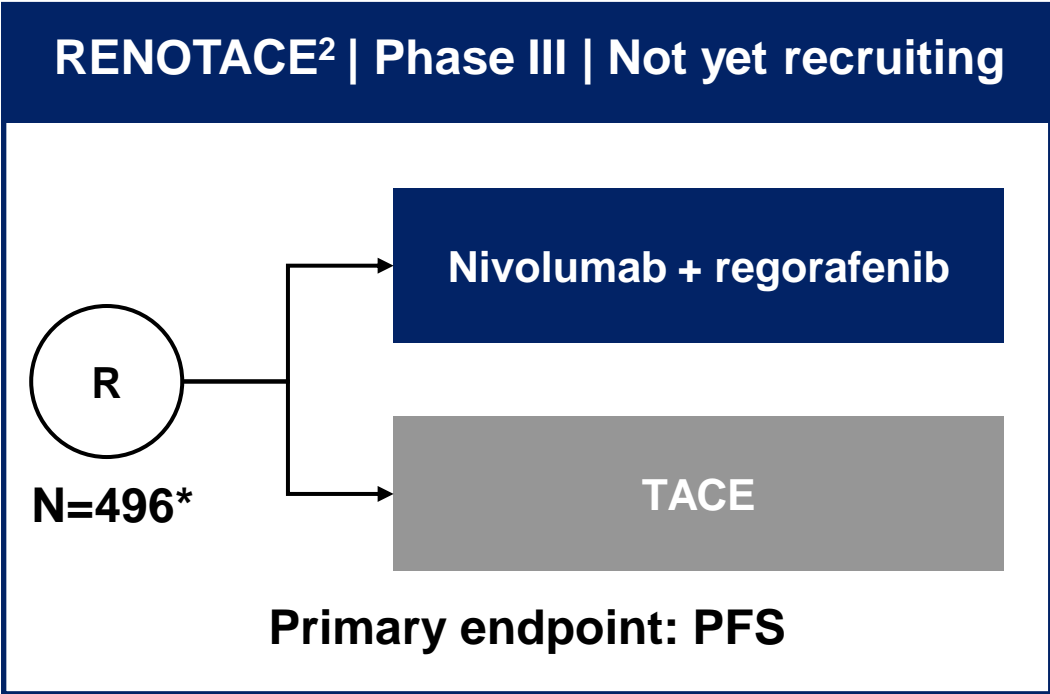 RENOTACE² | Phase III | Not yet recruiting
Nivolumab + regorafenib
R
N=496*
TACE
Primary endpoint: PFS